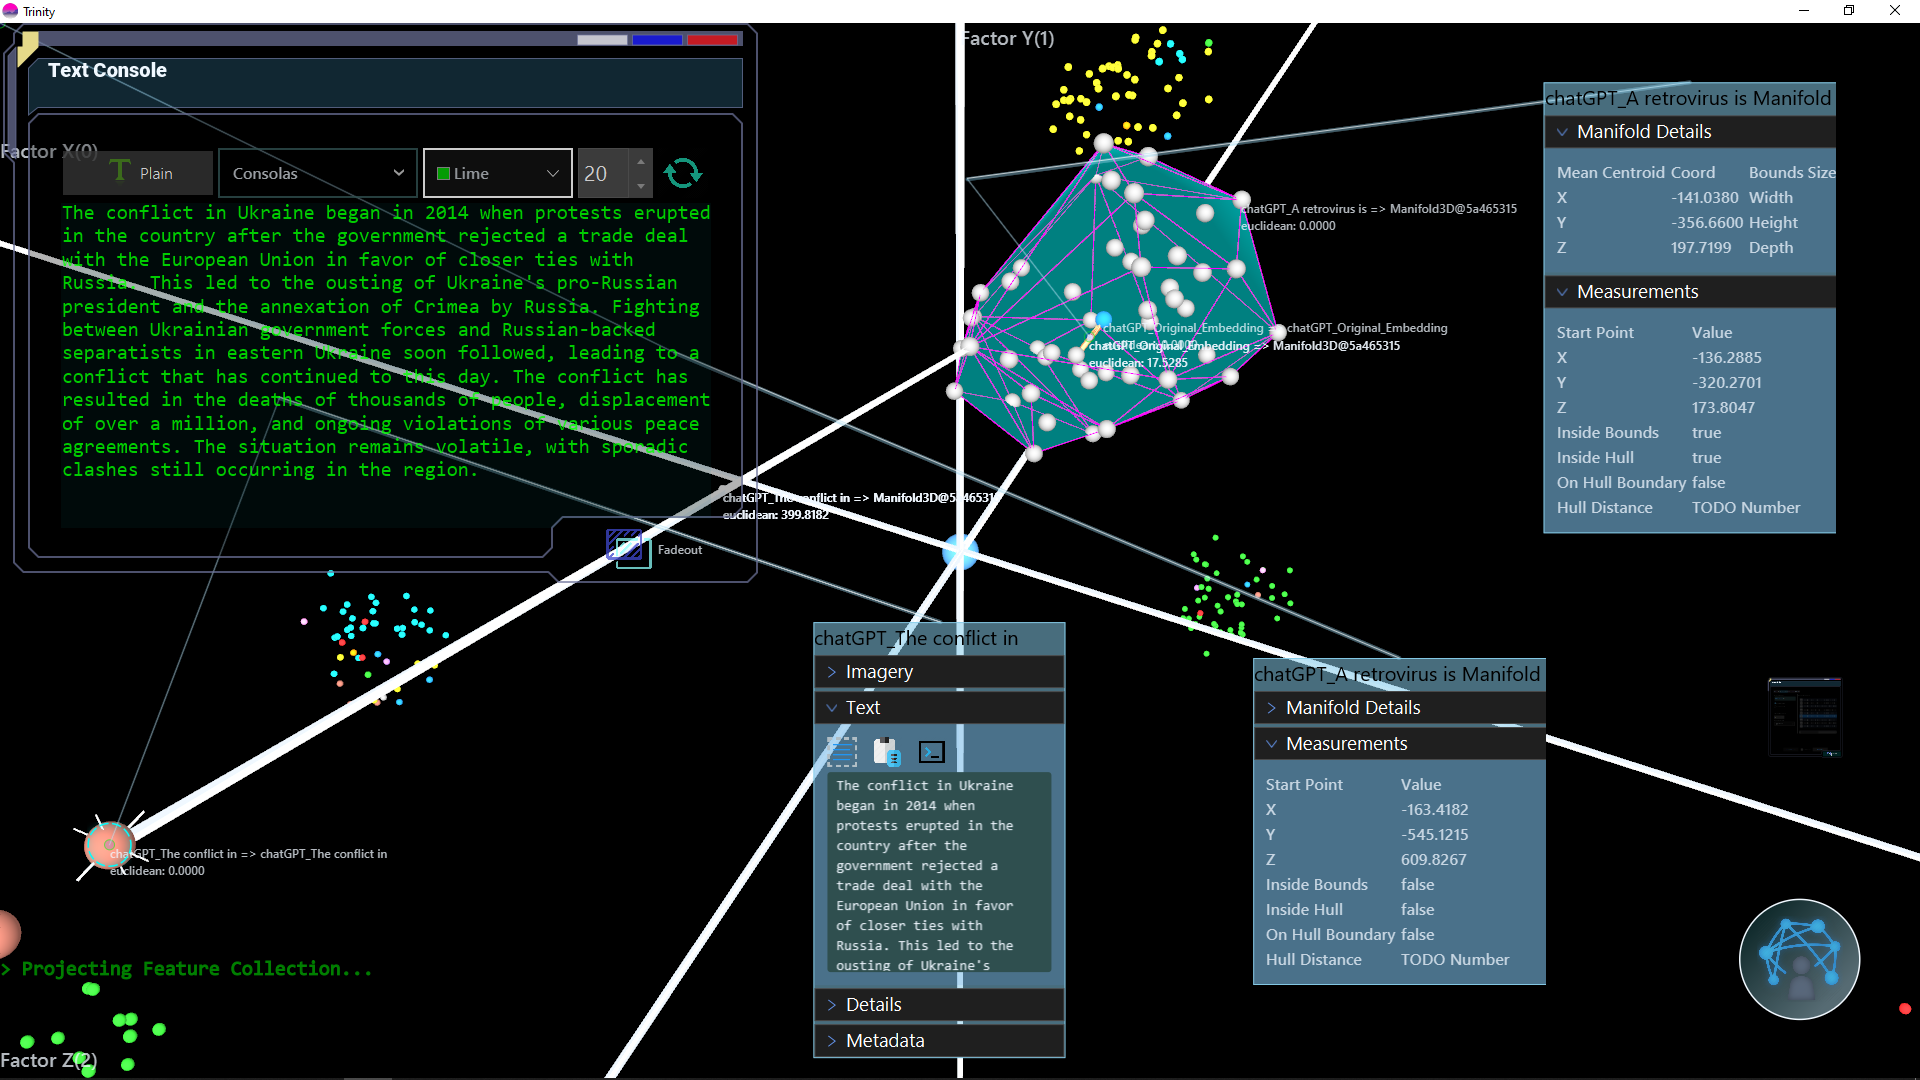 Trinity
Text Console
Factor X(0)
Plain
Consolas
Lime
20
The conflict in Ukraine began in 2014 when protests erupted
in the country after the government rejected a trade deal
with the European Union in favor of closer ties with
Russia. This led to the ousting of Ukraine's pro-Russian
president and the annexation of Crimea by Russia. Fighting
between Ukrainian government forces and Russian-backed
separatists in eastern Ukraine soon followed, leading to a
conflict that has continued to this day. The conflict has
resulted in the deaths of thousands of people, displacement
of over a million, and ongoing violations of various peace
agreements. The situation remains volatile, with sporadic
clashes still occurring in the region.
Fadeout
Factor Y(1)
chatGPT_A retrovirus is => Manifold3D@5a465315
euclidean: 0.0000
chatGPT_Original_Embedding => chatGPT_Original_Embedding
chatGPT_Original_Embedding => Manifold3D@5a465315
euclidean: 17.5285
chatGPT_The conflict in => Manifold3D@5a465315
euclidean: 399.8182
chatGPT_A retrovirus is Manifold
Manifold Details
Mean Centroid Coord Bounds Size
X -141.0380 Width
Y -356.6600 Height
Z 197.7199 Depth
Measurements
Start Point Value
X -136.2885
Y -320.2701
Z 173.8047
Inside Bounds true
Inside Hull true
On Hull Boundary false
Hull Distance TODO Number
chatGPT_The conflict in
Imagery
Text
The conflict in Ukraine
began in 2014 when
protests erupted in the
country after the
government rejected a
trade deal with the
European Union in favor
of closer ties with
Russia. This led to the
ousting of Ukraine's
Details
Metadata
chatGPT_A retrovirus is Manifold
Manifold Details
Measurements
Start Point Value
X -163.4182
Y -545.1215
Z 609.8267
Inside Bounds false
Inside Hull false
On Hull Boundary false
Hull Distance TODO Number
chatGPT_The conflict in => chatGPT_The conflict in
euclidean: 0.0000
> Projecting Feature Collection...
Factor Z(2)